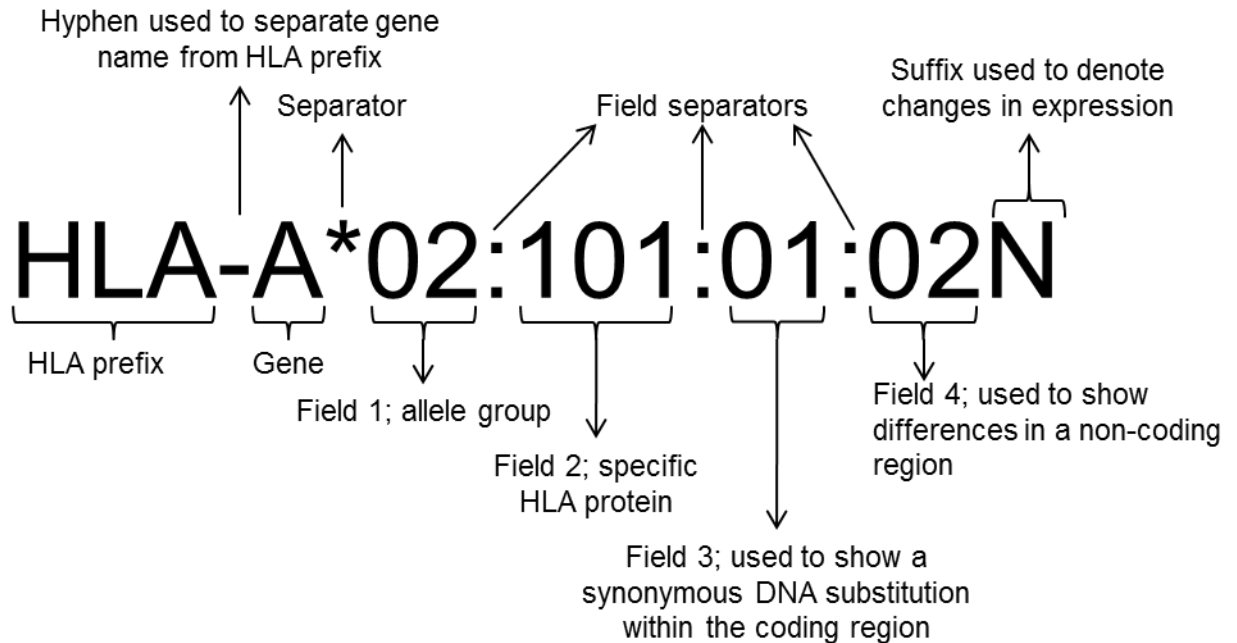 Hyphen used to separate gene
name from HLA prefix
Separator
Field separators
Suffix used to denote
changes in expression
HLA-A*02:101:01:02N
HLA prefix
Gene
Field 1; allele group
Field 2; specific
HLA protein
Field 3; used to show a
synonymous DNA substitution
within the coding region
Field 4; used to show
differences in a non-coding
region